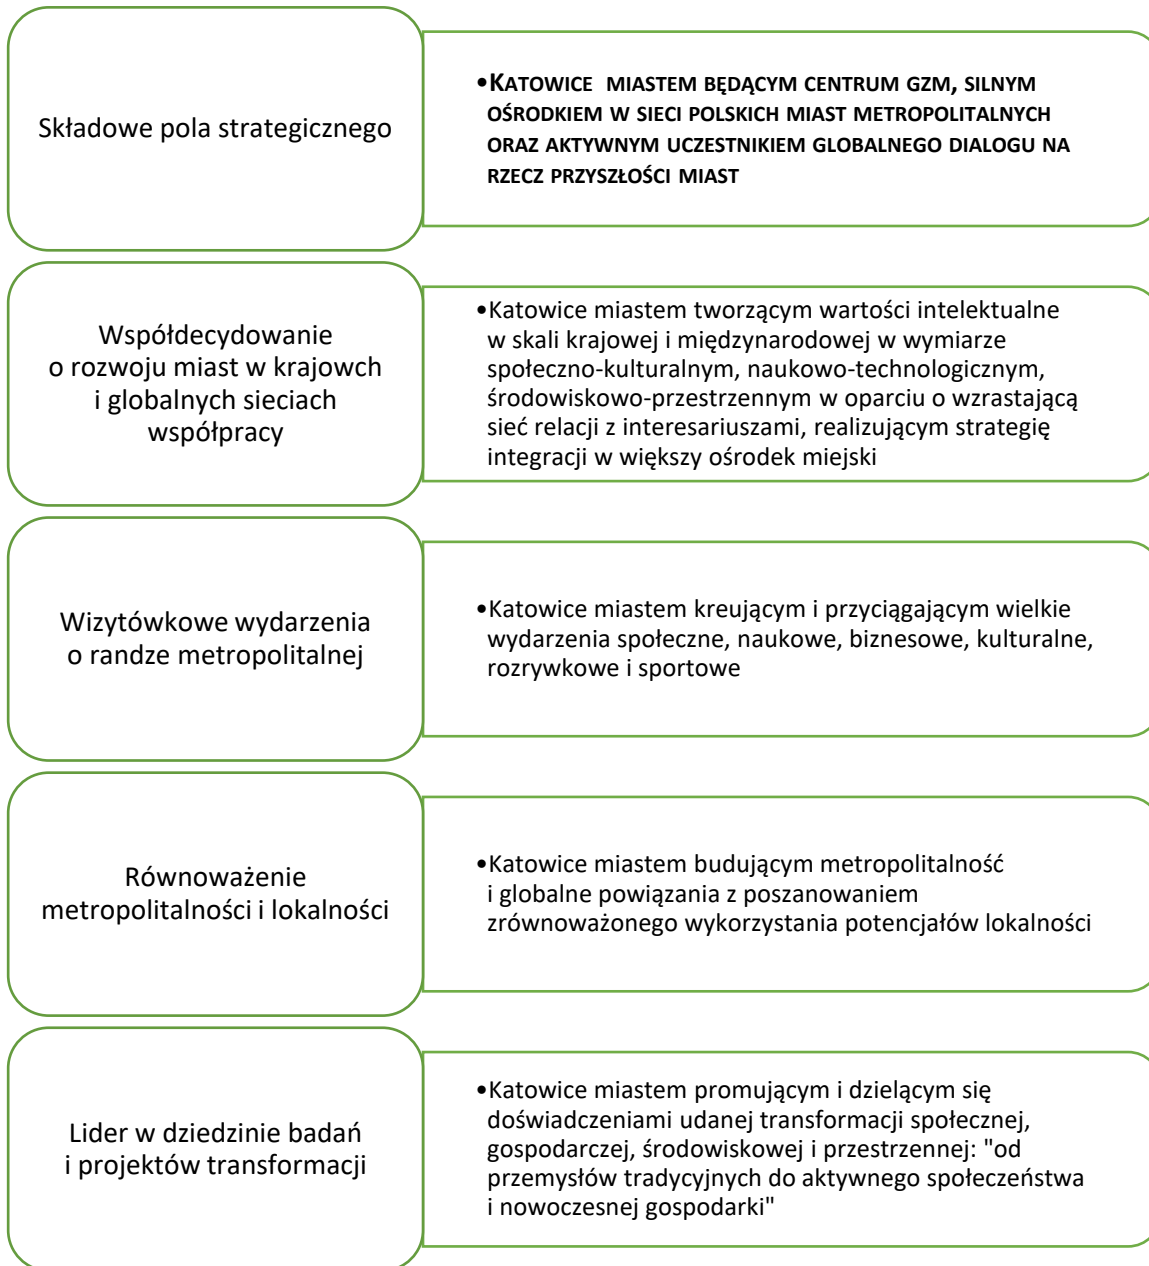 Składowe pola strategicznego
•KATOWICE MIASTEM BĘDĄCYM CENTRUM GZM, SILNYM
OŚRODKIEM W SIECI POLSKICH MIAST METROPOLITALNYCH
ORAZ AKTYWNYM UCZESTNIKIEM GLOBALNEGO DIALOGU NA
RZECZ PRZYSZŁOŚCI MIAST
Współdecydowanie
o rozwoju miast w krajowch
i globalnych sieciach
współpracy
•Katowice miastem tworzącym wartości intelektualne
w skali krajowej i międzynarodowej w wymiarze
społeczno-kulturalnym, naukowo-technologicznym,
środowiskowo-przestrzennym w oparciu o wzrastającą
sieć relacji z interesariuszami, realizującym strategię
integracji w większy ośrodek miejski
Wizytówkowe wydarzenia
o randze metropolitalnej
•Katowice miastem kreującym i przyciągającym wielkie
wydarzenia społeczne, naukowe, biznesowe, kulturalne,
rozrywkowe i sportowe
Równoważenie
metropolitalności i lokalności
•Katowice miastem budującym metropolitalność
i globalne powiązania z poszanowaniem
zrównoważonego wykorzystania potencjałów lokalności
Lider w dziedzinie badań
i projektów transformacji
•Katowice miastem promującym i dzielącym się
doświadczeniami udanej transformacji społecznej,
gospodarczej, środowiskowej i przestrzennej: "od
przemysłów tradycyjnych do aktywnego społeczeństwa
i nowoczesnej gospodarki"